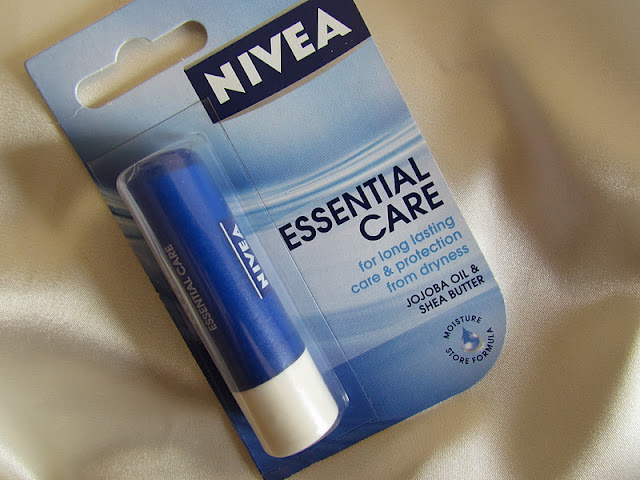 NIVEA
ESSENTIAL
CARE
for long lasting
care & protection
from dryness
JOJOBA OIL &
SHEA BUTTER
MOISTURE
STORE FORMULA
NIVEA
ESSENTIAL CARE